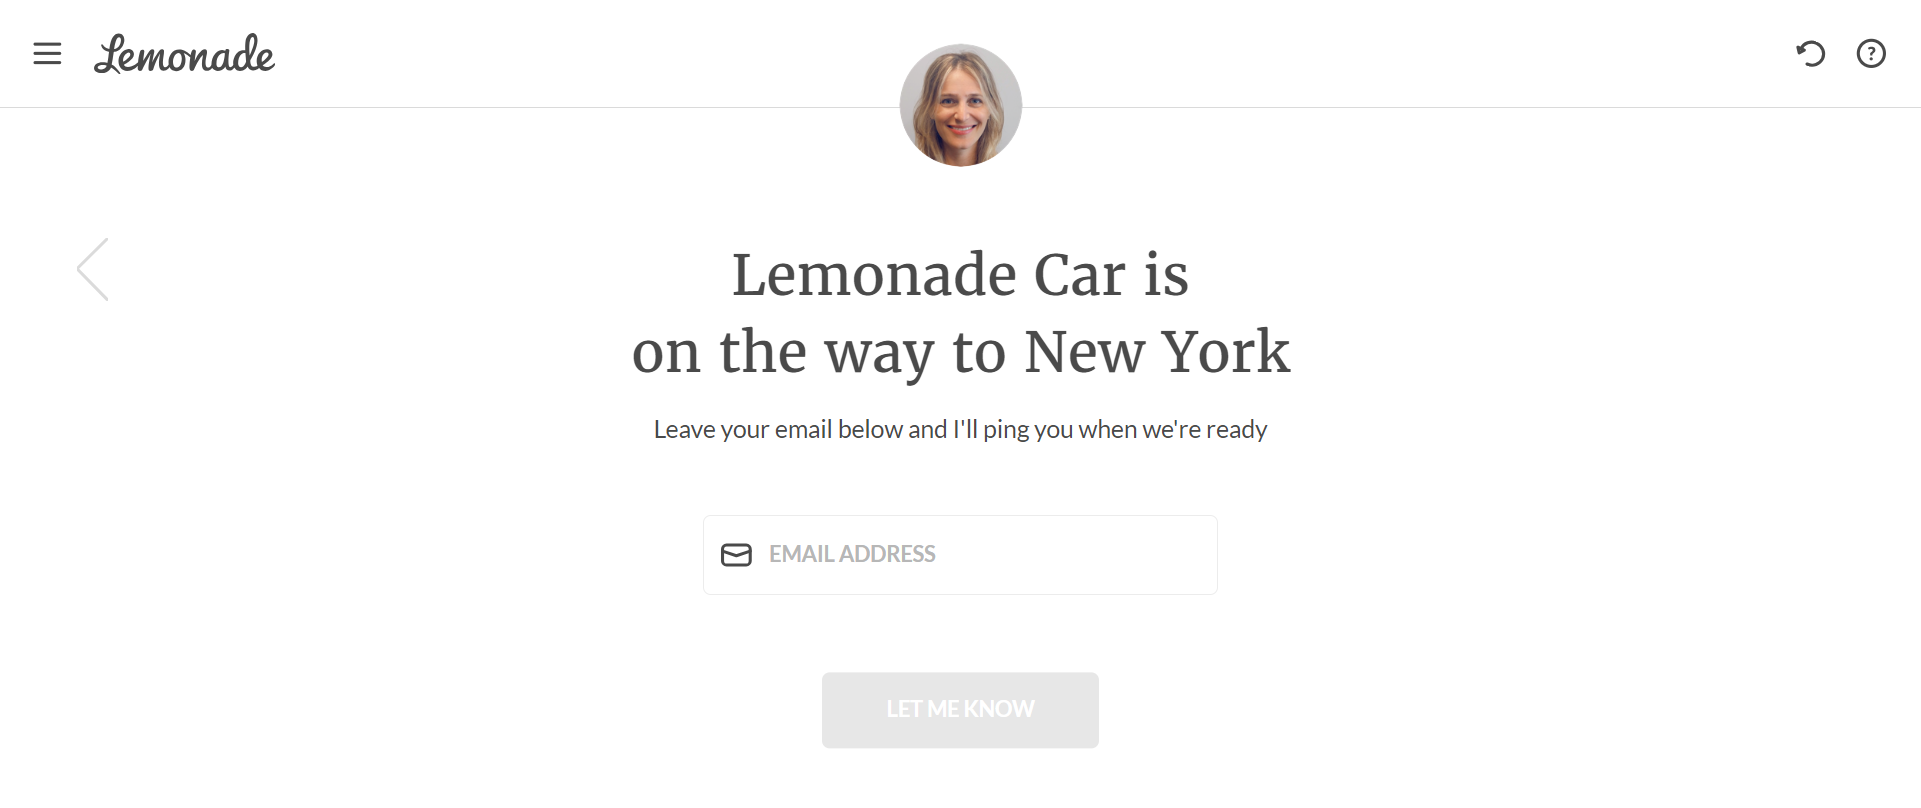 Lemonade
?
Lemonade Car is
on the way to New York
Leave your email below and I'll ping you when we're ready
EMAIL ADDRESS
LET ME KNOW